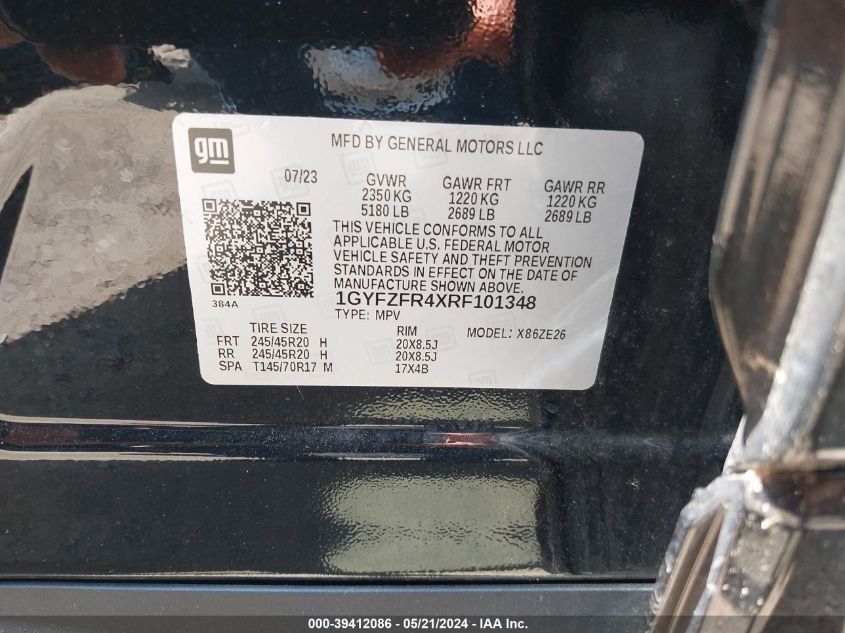 gm
MFD BY GENERAL MOTORS LLC
07/23
GVWR GAWR FRT GAWR RR
2350 KG 1220 KG 1220 KG
5180 LB 2689 LB 2689 LB
THIS VEHICLE CONFORMS TO ALL
APPLICABLE U.S. FEDERAL MOTOR
VEHICLE SAFETY AND THEFT PREVENTION
STANDARDS IN EFFECT ON THE DATE OF
MANUFACTURE SHOWN ABOVE.
384A
1GYFZFR4XRF101348
TYPE: MPV
TIRE SIZE RIM MODEL: X86ZE26
FRT 245/45R20 H 20X8.5J
RR 245/45R20 H 20X8.5J
SPA T145/70R17 M 17X4B
000-39412086 - 05/21/2024 - IAA Inc.